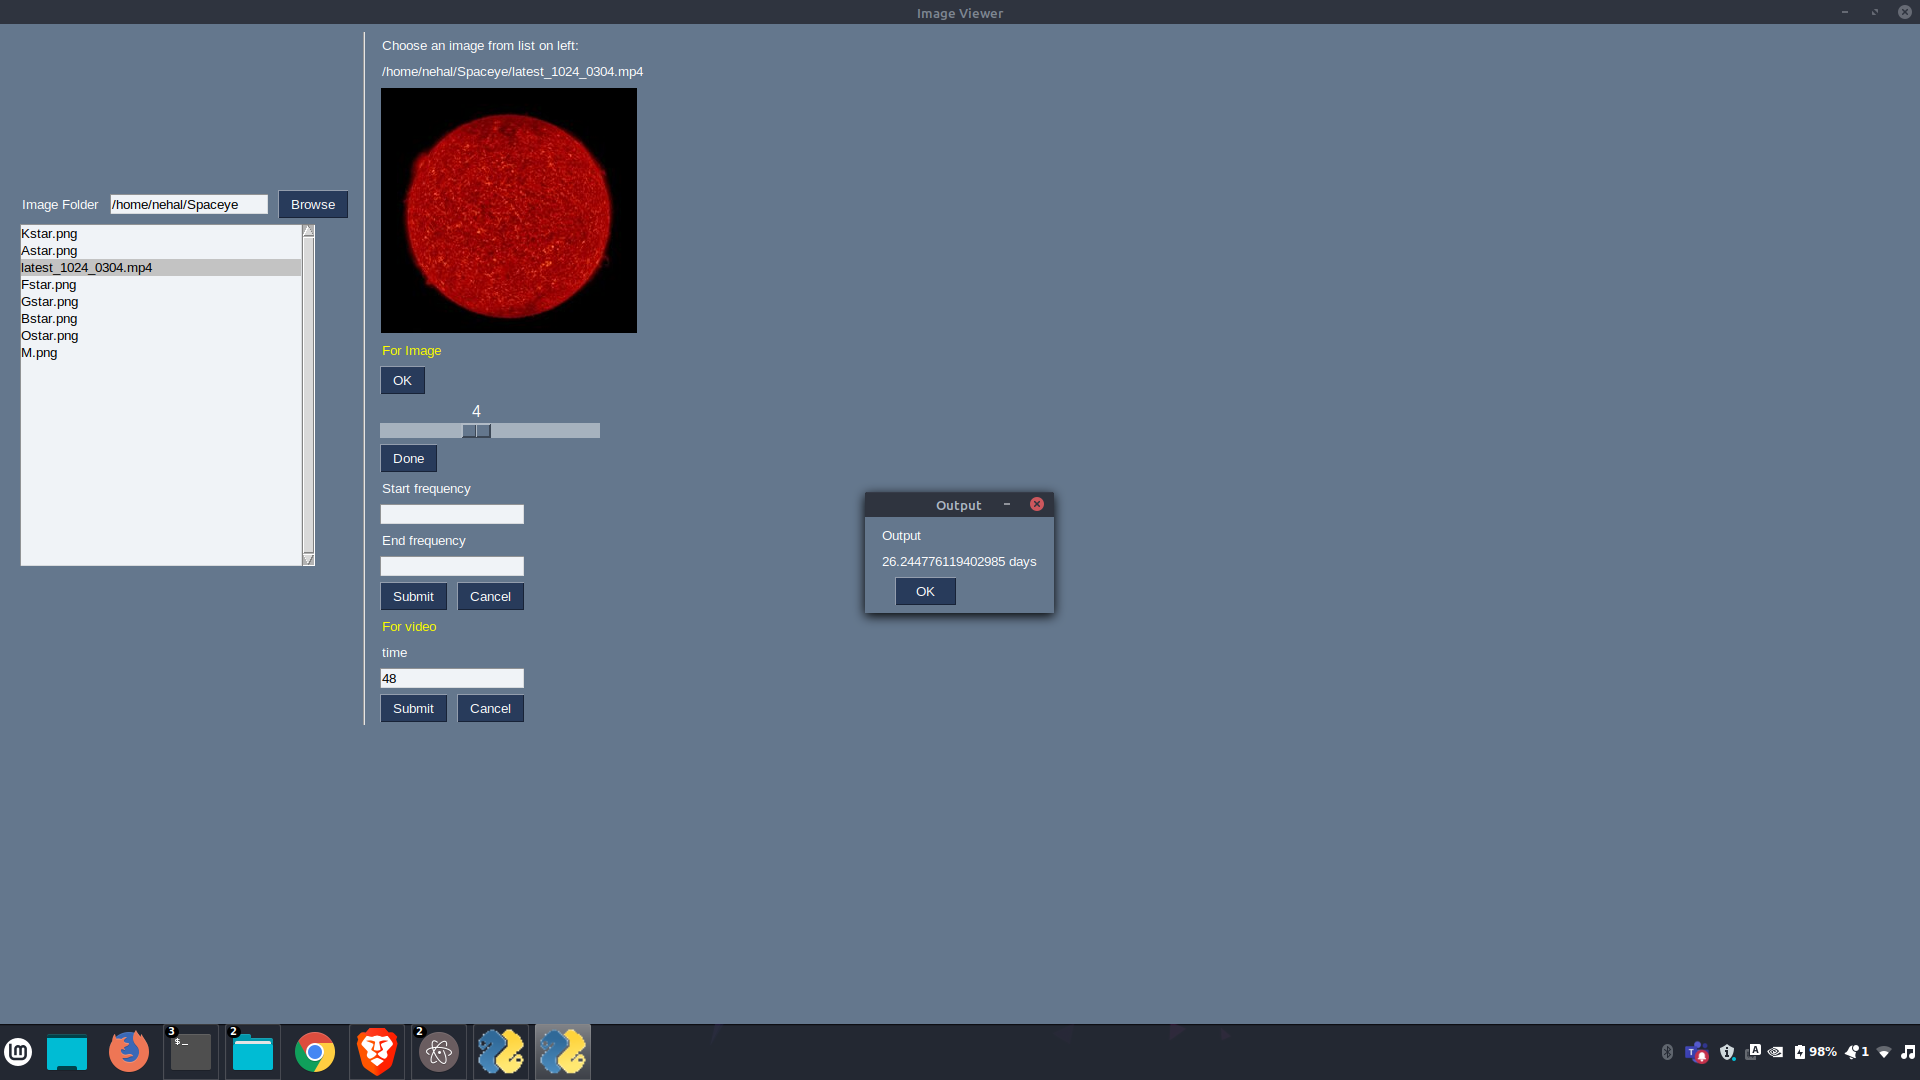 Image Viewer
Choose an image from list on left:
/home/nehal/Spaceye/latest_1024_0304.mp4
Image Folder /home/nehal/Spaceye Browse
Kstar.png
Astar.png
latest_1024_0304.mp4
Fstar.png
Gstar.png
Bstar.png
Ostar.png
M.png
For Image
OK
4
Done
Start frequency
End frequency
Submit Cancel
For video
time
48
Submit Cancel
Output
Output
26.244776119402985 days
OK
3
$_
2
2
T
A
98%
1